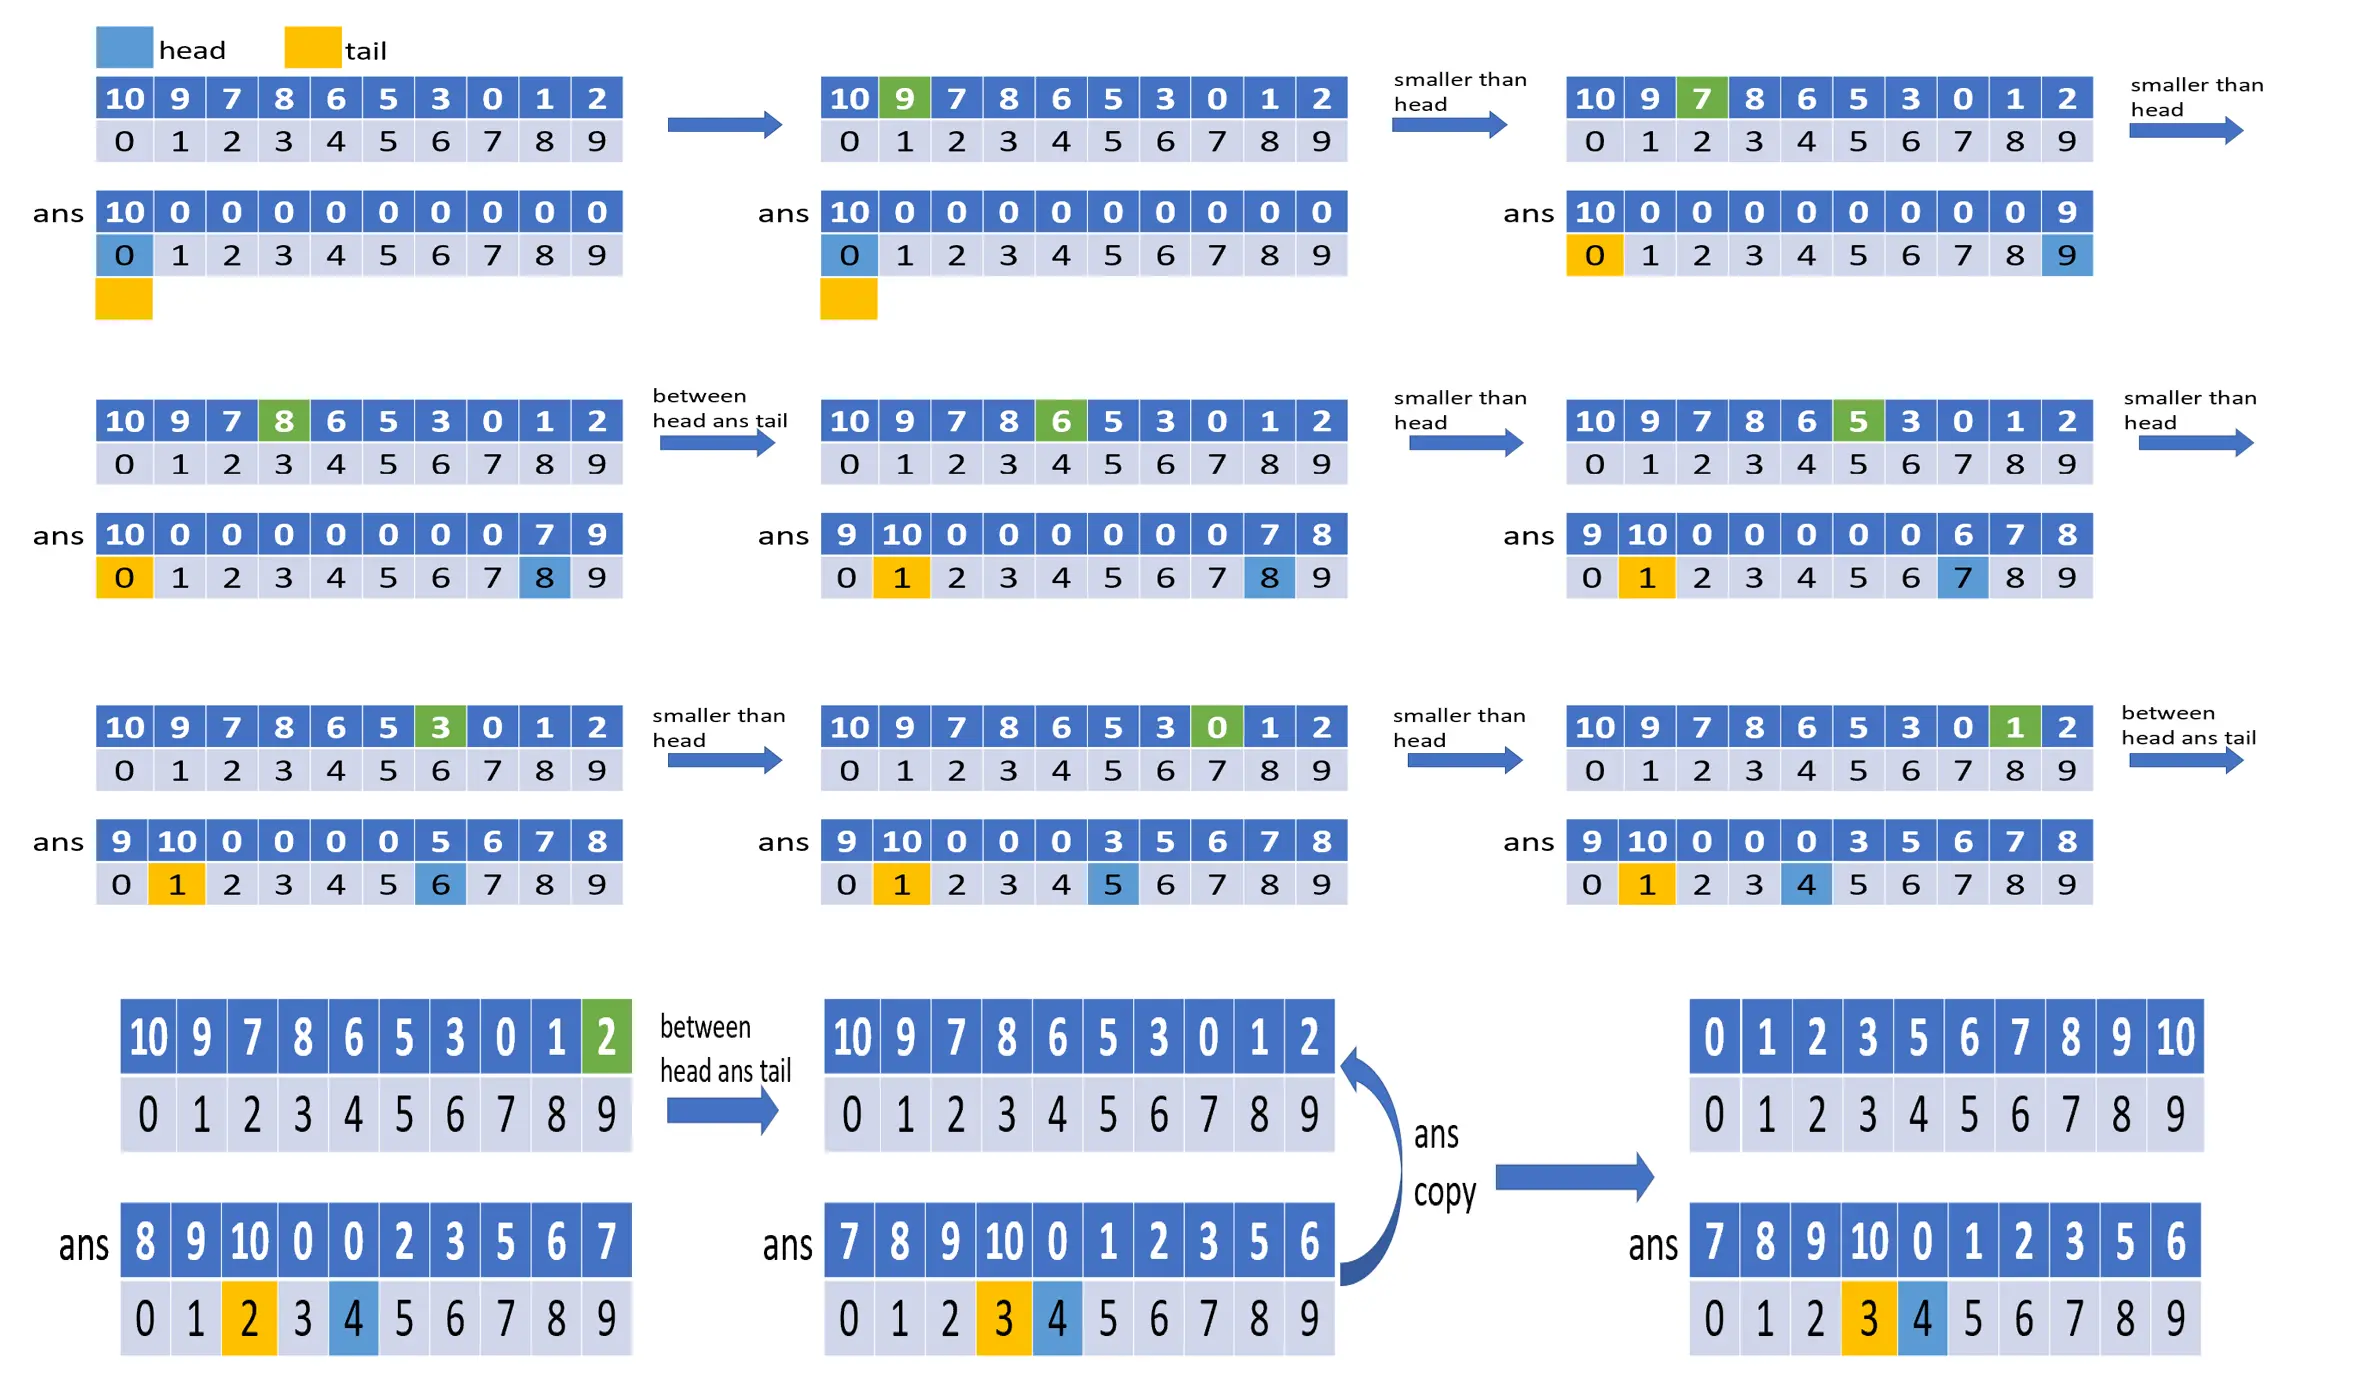 head tail
10 9 7 8 6 5 3 0 1 2
0 1 2 3 4 5 6 7 8 9
ans 10 0 0 0 0 0 0 0 0 0
0 1 2 3 4 5 6 7 8 9
10 9 7 8 6 5 3 0 1 2
0 1 2 3 4 5 6 7 8 9
ans 10 0 0 0 0 0 0 0 0 0
0 1 2 3 4 5 6 7 8 9
smaller than
head
10 9 7 8 6 5 3 0 1 2
0 1 2 3 4 5 6 7 8 9
ans 10 0 0 0 0 0 0 0 0 9
0 1 2 3 4 5 6 7 8 9
smaller than
head
10 9 7 8 6 5 3 0 1 2
0 1 2 3 4 5 6 7 8 9
ans 10 0 0 0 0 0 0 0 7 9
0 1 2 3 4 5 6 7 8 9
between
head ans tail
10 9 7 8 6 5 3 0 1 2
0 1 2 3 4 5 6 7 8 9
ans 9 10 0 0 0 0 0 0 7 8
0 1 2 3 4 5 6 7 8 9
smaller than
head
10 9 7 8 6 5 3 0 1 2
0 1 2 3 4 5 6 7 8 9
ans 9 10 0 0 0 0 0 6 7 8
0 1 2 3 4 5 6 7 8 9
smaller than
head
10 9 7 8 6 5 3 0 1 2
0 1 2 3 4 5 6 7 8 9
ans 9 10 0 0 0 0 5 6 7 8
0 1 2 3 4 5 6 7 8 9
smaller than
head
10 9 7 8 6 5 3 0 1 2
0 1 2 3 4 5 6 7 8 9
ans 9 10 0 0 0 3 5 6 7 8
0 1 2 3 4 5 6 7 8 9
smaller than
head
10 9 7 8 6 5 3 0 1 2
0 1 2 3 4 5 6 7 8 9
ans 9 10 0 0 0 3 5 6 7 8
0 1 2 3 4 5 6 7 8 9
between
head ans tail
10 9 7 8 6 5 3 0 1 2
0 1 2 3 4 5 6 7 8 9
ans 8 9 10 0 0 2 3 5 6 7
0 1 2 3 4 5 6 7 8 9
between
head ans tail
10 9 7 8 6 5 3 0 1 2
0 1 2 3 4 5 6 7 8 9
ans 7 8 9 10 0 1 2 3 5 6
0 1 2 3 4 5 6 7 8 9
ans
copy
0 1 2 3 5 6 7 8 9 10
0 1 2 3 4 5 6 7 8 9
ans 7 8 9 10 0 1 2 3 5 6
0 1 2 3 4 5 6 7 8 9